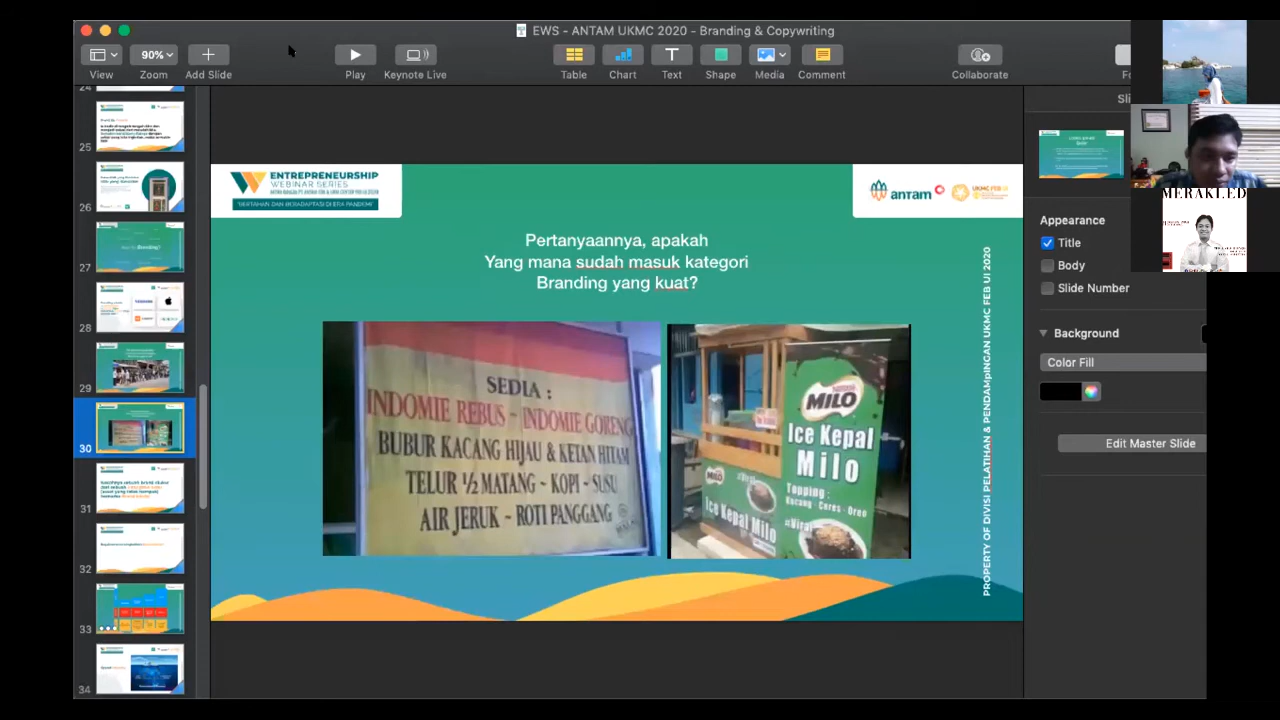 EWS - ANTAM UKMC 2020 - Branding & Copywriting
90%
View
Zoom
Add Slide
Play
Keynote Live
Table
Chart
Text
Shape
Media
Comment
Collaborate
24
25
26
27
28
29
30
31
32
33
34
ENTREPRENEURSHIP
WEBINAR SERIES
"BERTAHAN DAN BERADAPTASI DI ERA PANDEMI"
antam
UKMC FEB UI
Pertanyaannya, apakah
Yang mana sudah masuk kategori
Branding yang kuat?
SEDIA :
INDOMIE REBUS - INDOMIE GORENG
BUBUR KACANG HIJAU & KETAN HITAM
TELUR ½ MATANG - KOPI - SUSU
AIR JERUK - ROTI PANGGANG
Nestle
MILO
Ice Kepal
Milo
Topping :
Kacang - Ceres - Oreo
MILO
Ice Kepal Milo
#Viral
PROPERTY OF DIVISI PELATIHAN & PENDAMpINGAN UKMC FEB UI 2020
Appearance
Title
Body
Slide Number
Background
Color Fill
Edit Master Slide
MERAKI.ED